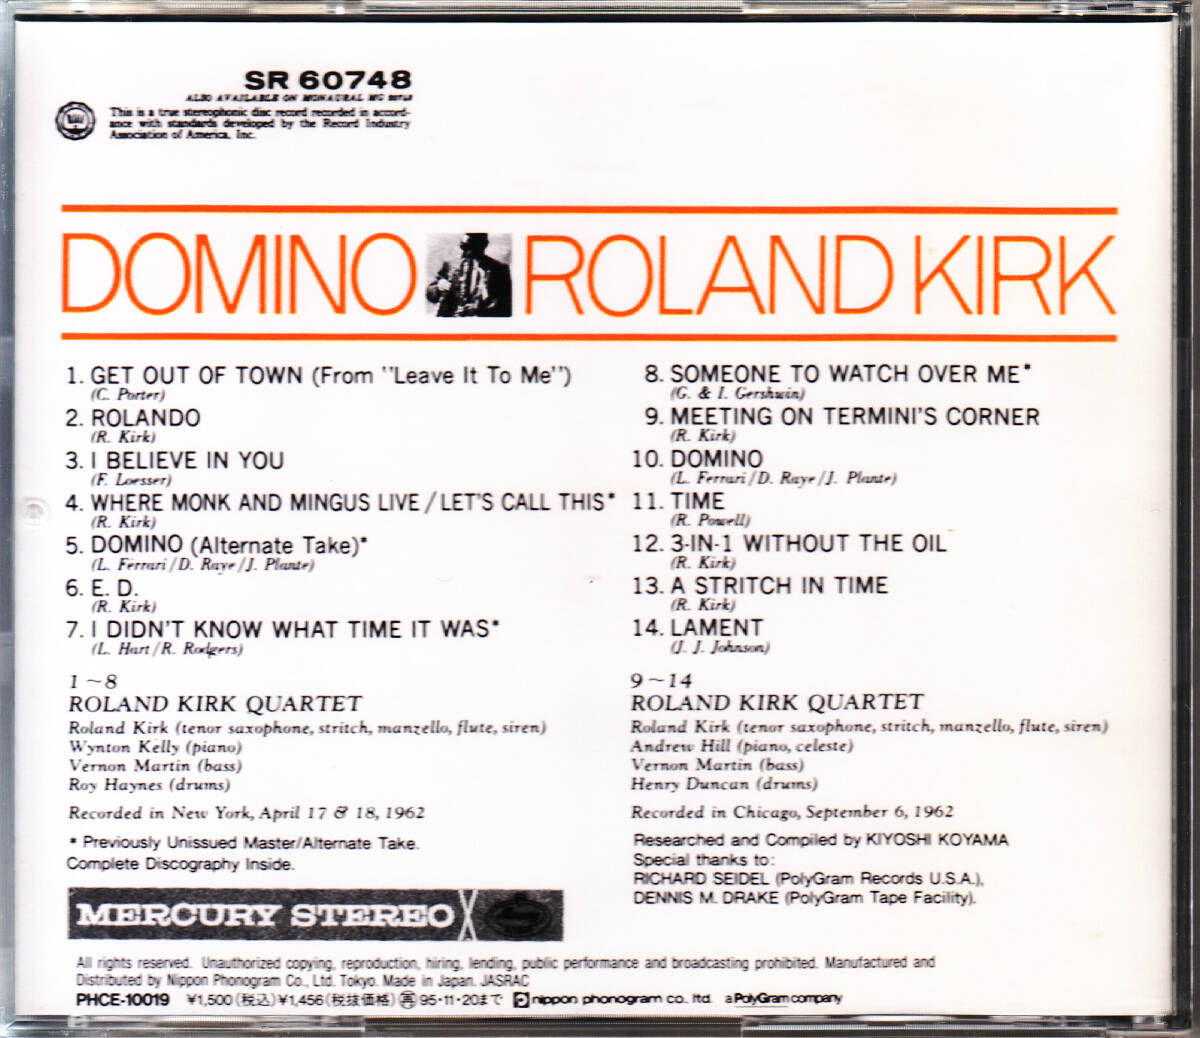 SR 60748
ALSO AVAILABLE ON MONAURAL MG 60748
This is a true stereophonic disc record recorded in accord-
ance with standards developed by the Record Industry
Association of America, Inc.
DOMINO ROLAND KIRK
1. GET OUT OF TOWN (From "Leave It To Me")
(C. Porter)
2. ROLANDO
(R. Kirk)
3. I BELIEVE IN YOU
(F. Loesser)
4. WHERE MONK AND MINGUS LIVE / LET'S CALL THIS*
(R. Kirk)
5. DOMINO (Alternate Take)*
(L. Ferrari/D. Raye/J. Plante)
6. E. D.
(R. Kirk)
7. I DIDN'T KNOW WHAT TIME IT WAS*
(L. Hart/R. Rodgers)
1~8
ROLAND KIRK QUARTET
Roland Kirk (tenor saxophone, stritch, manzello, flute, siren)
Wynton Kelly (piano)
Vernon Martin (bass)
Roy Haynes (drums)
Recorded in New York, April 17 & 18, 1962
* Previously Unissued Master/Alternate Take.
Complete Discography Inside.
8. SOMEONE TO WATCH OVER ME*
(G. & I. Gershwin)
9. MEETING ON TERMINI'S CORNER
(R. Kirk)
10. DOMINO
(L. Ferrari/D. Raye/J. Plante)
11. TIME
(R. Powell)
12. 3-IN-1 WITHOUT THE OIL
(R. Kirk)
13. A STRITCH IN TIME
(R. Kirk)
14. LAMENT
(J. J. Johnson)
9~14
ROLAND KIRK QUARTET
Roland Kirk (tenor saxophone, stritch, manzello, flute, siren)
Andrew Hill (piano, celeste)
Vernon Martin (bass)
Henry Duncan (drums)
Recorded in Chicago, September 6, 1962
Researched and Compiled by KIYOSHI KOYAMA
Special thanks to:
RICHARD SEIDEL (PolyGram Records U.S.A.),
DENNIS M. DRAKE (PolyGram Tape Facility).
MERCURY STEREO
All rights reserved. Unauthorized copying, reproduction, hiring, lending, public performance and broadcasting prohibited. Manufactured and
Distributed by Nippon Phonogram Co., Ltd. Tokyo. Made in Japan. JASRAC
PHCE-10019 ¥1,500(税込)¥1,456(税抜価格) 再 95・11・20まで nippon phonogram co. ltd. a PolyGram company